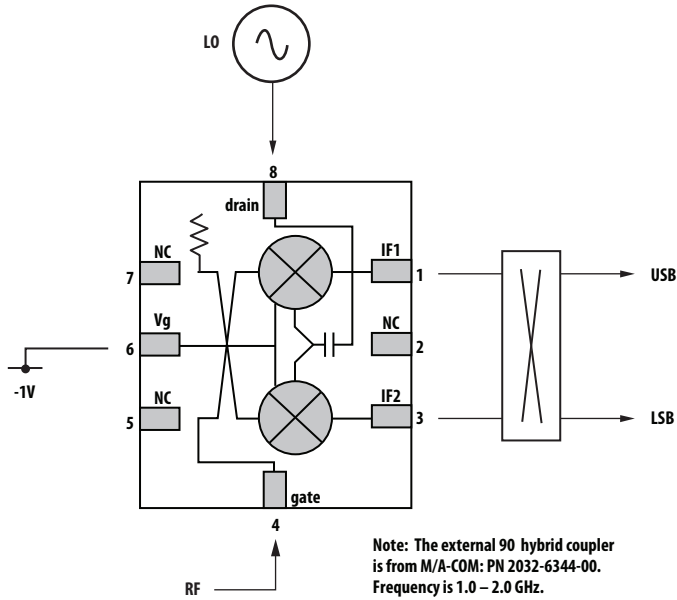 LO
8
drain
NC
7
IF1
1
USB
Vg
6
NC
2
-1V
NC
5
IF2
3
LSB
gate
4
RF
Note: The external 90 hybrid coupler
is from M/A-COM: PN 2032-6344-00.
Frequency is 1.0 – 2.0 GHz.